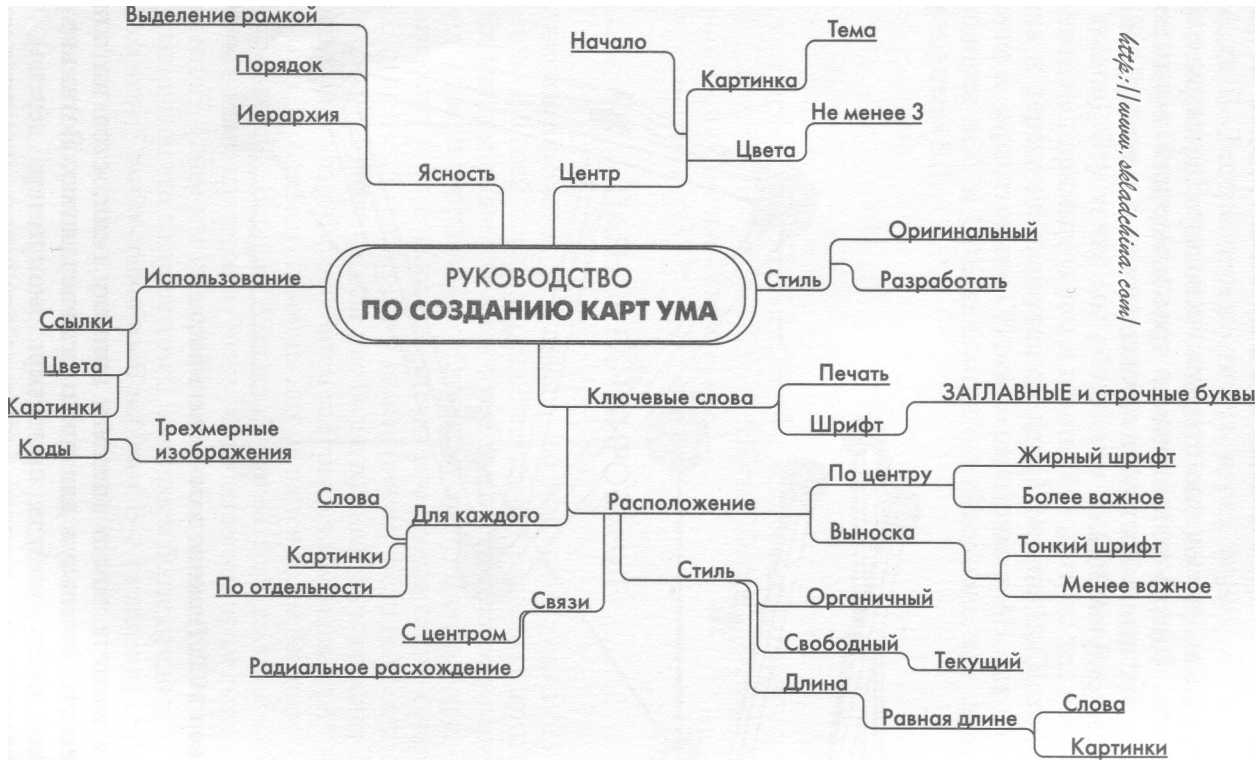 РУКОВОДСТВО
ПО СОЗДАНИЮ КАРТ УМА
Выделение рамкой
Порядок
Иерархия
Ясность
Начало
Тема
Картинка
Не менее 3
Цвета
Центр
http://www.skladchina.com/
Оригинальный
Стиль
Разработать
Использование
Ссылки
Цвета
Картинки
Коды
Трехмерные
изображения
Ключевые слова
Печать
Шрифт
ЗАГЛАВНЫЕ и строчные буквы
Для каждого
Слова
Картинки
По отдельности
Расположение
По центру
Жирный шрифт
Более важное
Выноска
Тонкий шрифт
Менее важное
Связи
С центром
Радиальное расхождение
Стиль
Органичный
Свободный
Текущий
Длина
Равная длине
Слова
Картинки